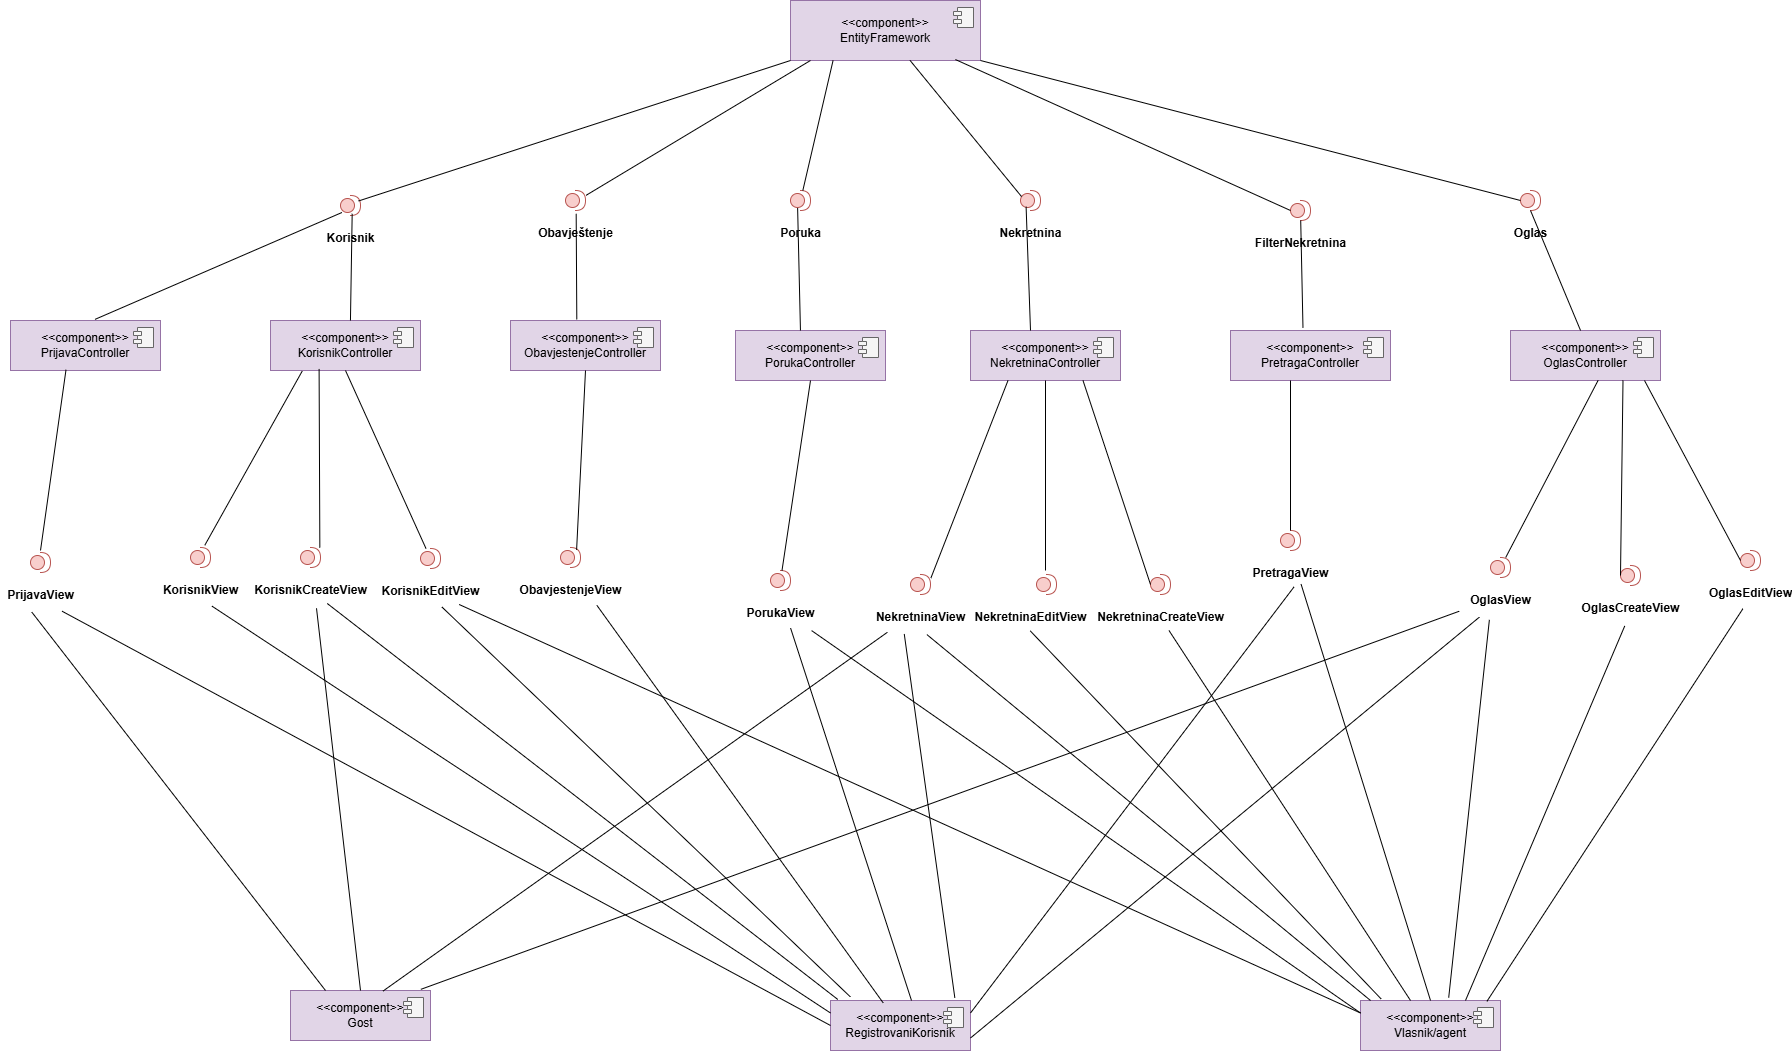 <<component>>
EntityFramework
Korisnik
Obavještenje
Poruka
Nekretnina
FilterNekretnina
Oglas
<<component>>
PrijavaController
<<component>>
KorisnikController
<<component>>
ObavjestenjeController
<<component>>
PorukaController
<<component>>
NekretninaController
<<component>>
PretragaController
<<component>>
OglasController
PrijavaView
KorisnikView
KorisnikCreateView
KorisnikEditView
ObavjestenjeView
PorukaView
NekretninaView
NekretninaEditView
NekretninaCreateView
PretragaView
OglasView
OglasCreateView
OglasEditView
<<component>>
Gost
<<component>>
RegistrovaniKorisnik
<<component>>
Vlasnik/agent